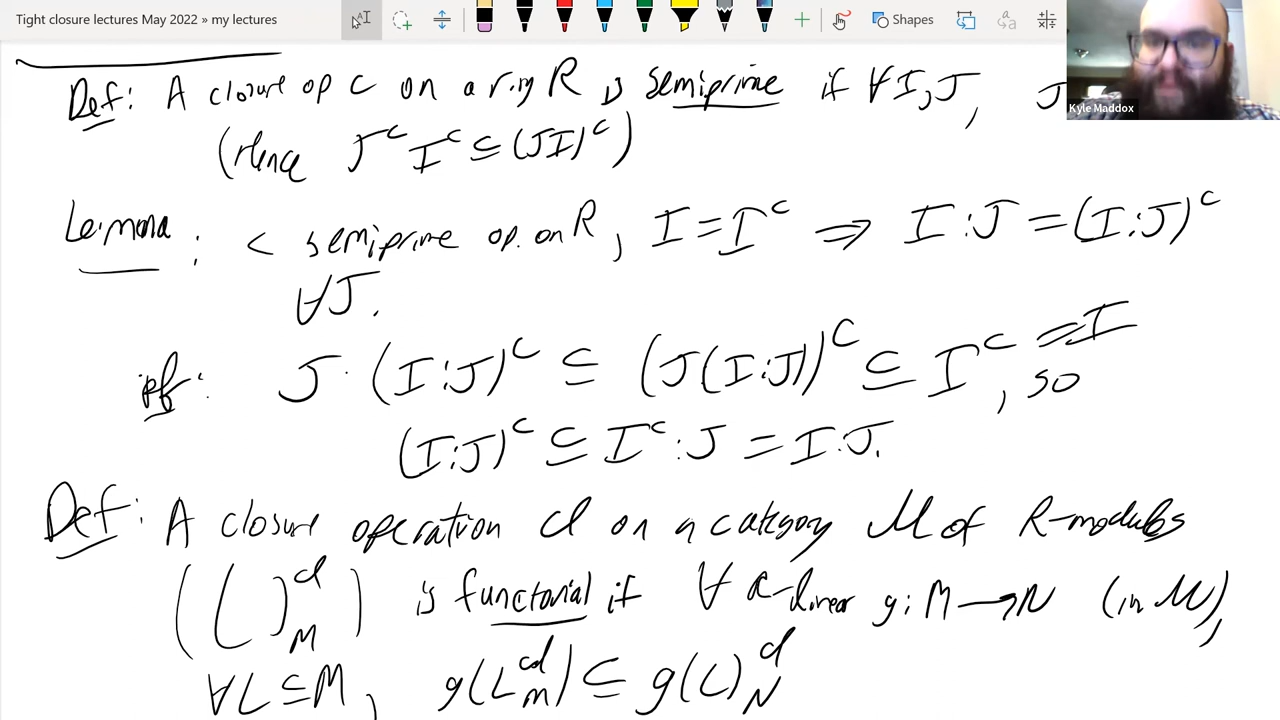 Tight closure lectures May 2022 » my lectures
Shapes
Kyle Maddox
Def: A closure op c on a ring R is semiprime if ∀I,J, J
(Hence J^c I^c ⊆ (JI)^c)
Lemma: c semiprime op. on R, I = I^c ⇒ I:J = (I:J)^c
∀J.
pf: J·(I:J)^c ⊆ (J(I:J))^c ⊆ I^c = I, so
(I:J)^c ⊆ I^c : J = I:J.
Def: A closure operation cl on a category M of R-modules
(( )^cl_M) is functorial if ∀ R-linear g: M → N (in M),
∀L ⊆ M, g(L^cl_M) ⊆ g(L)^cl_N